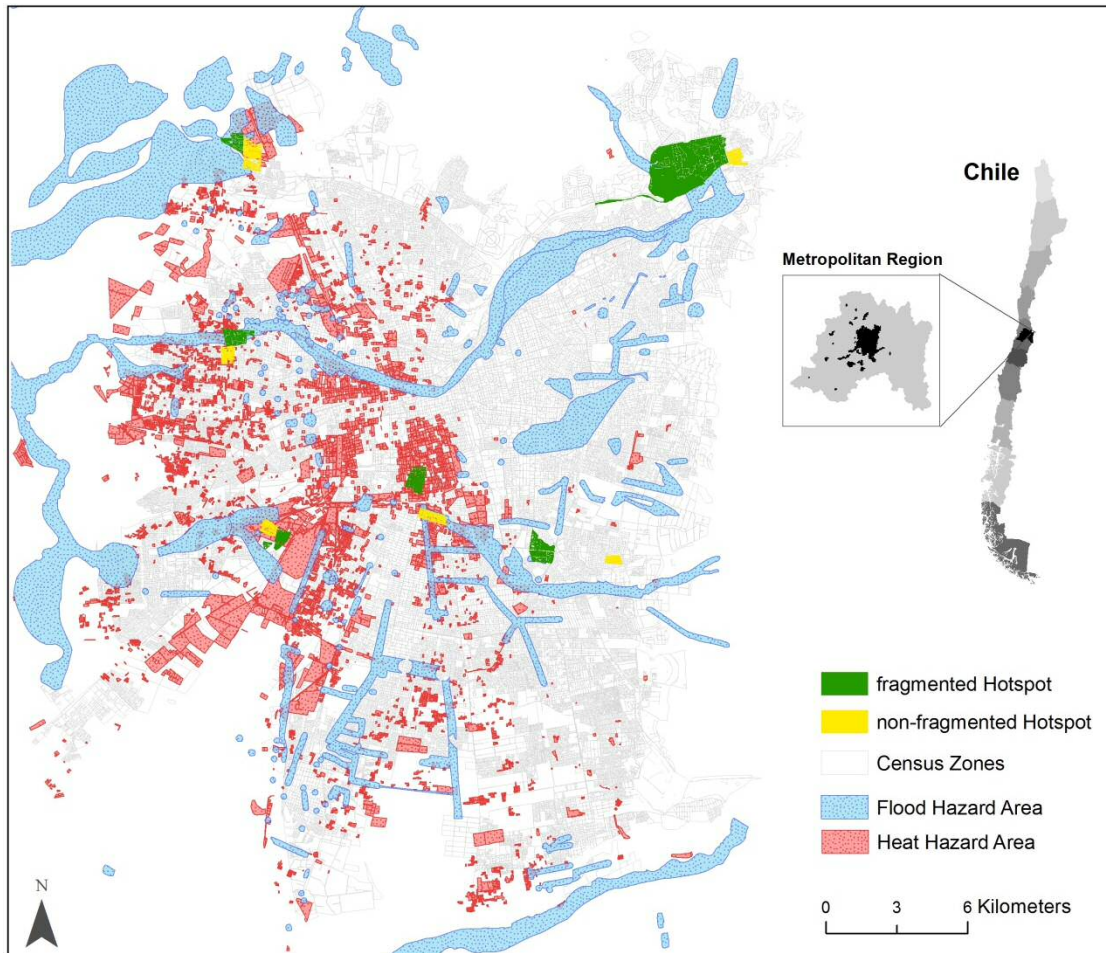 Chile
Metropolitan Region
fragmented Hotspot
non-fragmented Hotspot
Census Zones
Flood Hazard Area
Heat Hazard Area
N
0 3 6 Kilometers